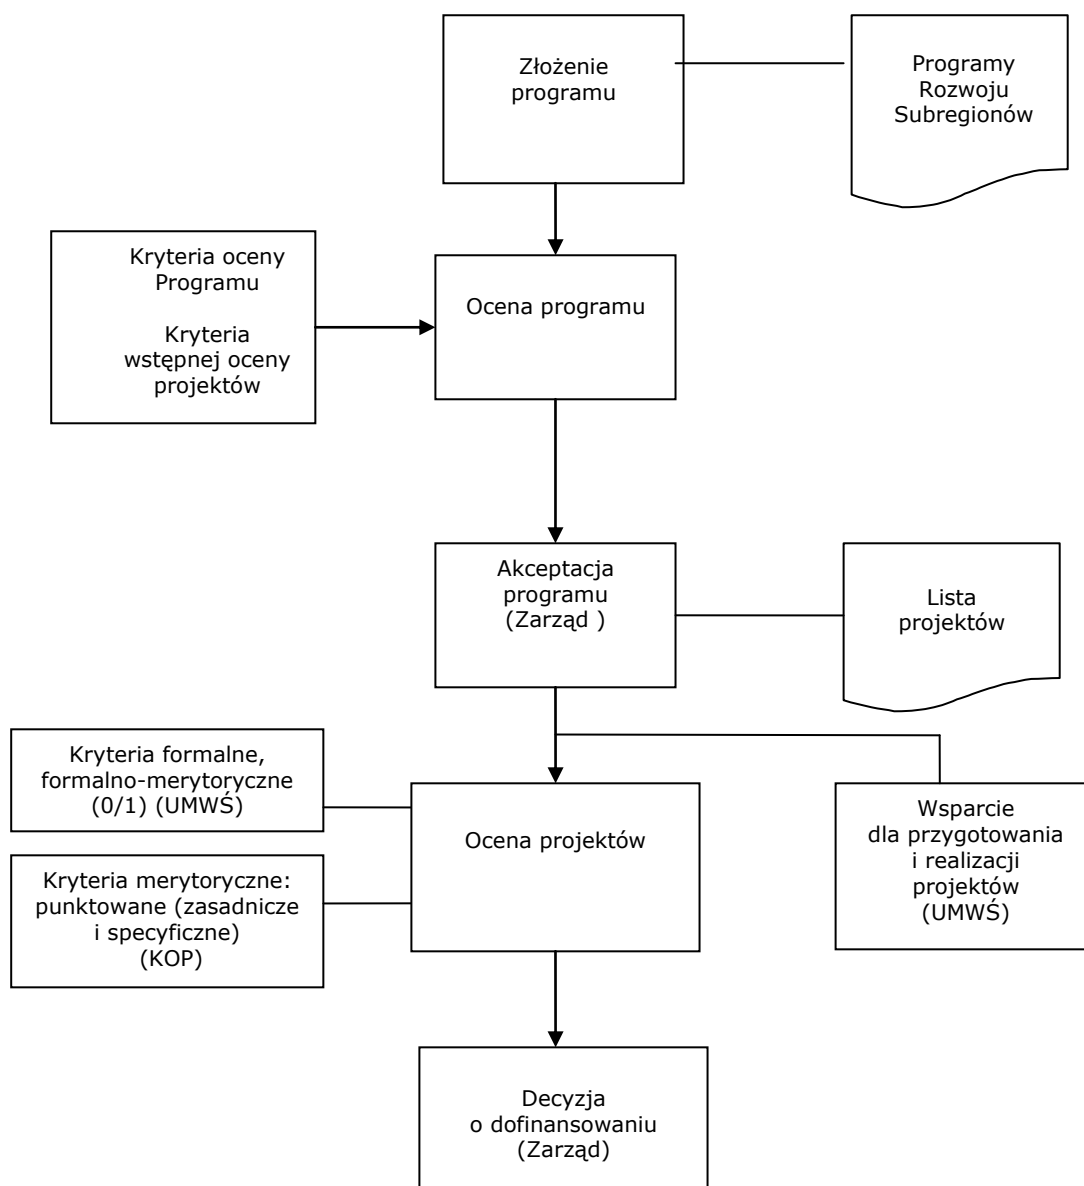 Złożenie
programu
Programy
Rozwoju
Subregionów
Kryteria oceny
Programu
Kryteria
wstępnej oceny
projektów
Ocena programu
Akceptacja
programu
(Zarząd )
Lista
projektów
Kryteria formalne,
formalno-merytoryczne
(0/1) (UMWŚ)
Kryteria merytoryczne:
punktowane (zasadnicze
i specyficzne)
(KOP)
Ocena projektów
Wsparcie
dla przygotowania
i realizacji
projektów
(UMWŚ)
Decyzja
o dofinansowaniu
(Zarząd)